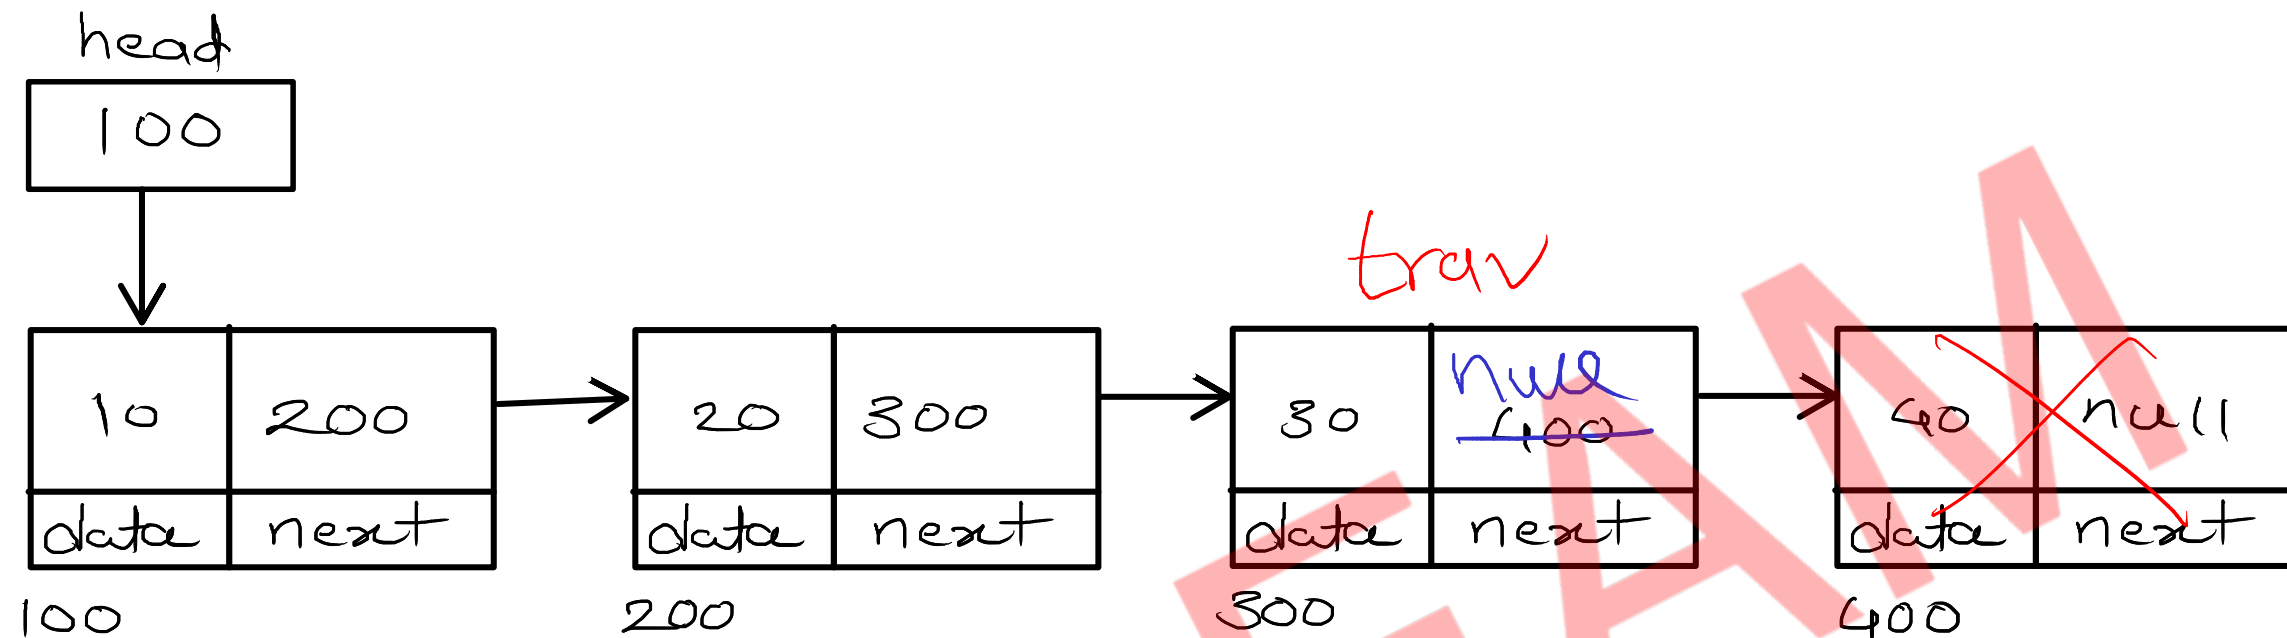 head
100
trav
null
10 200 20 300 30 400 40 null
data next data next data next data next
100 200 300 400